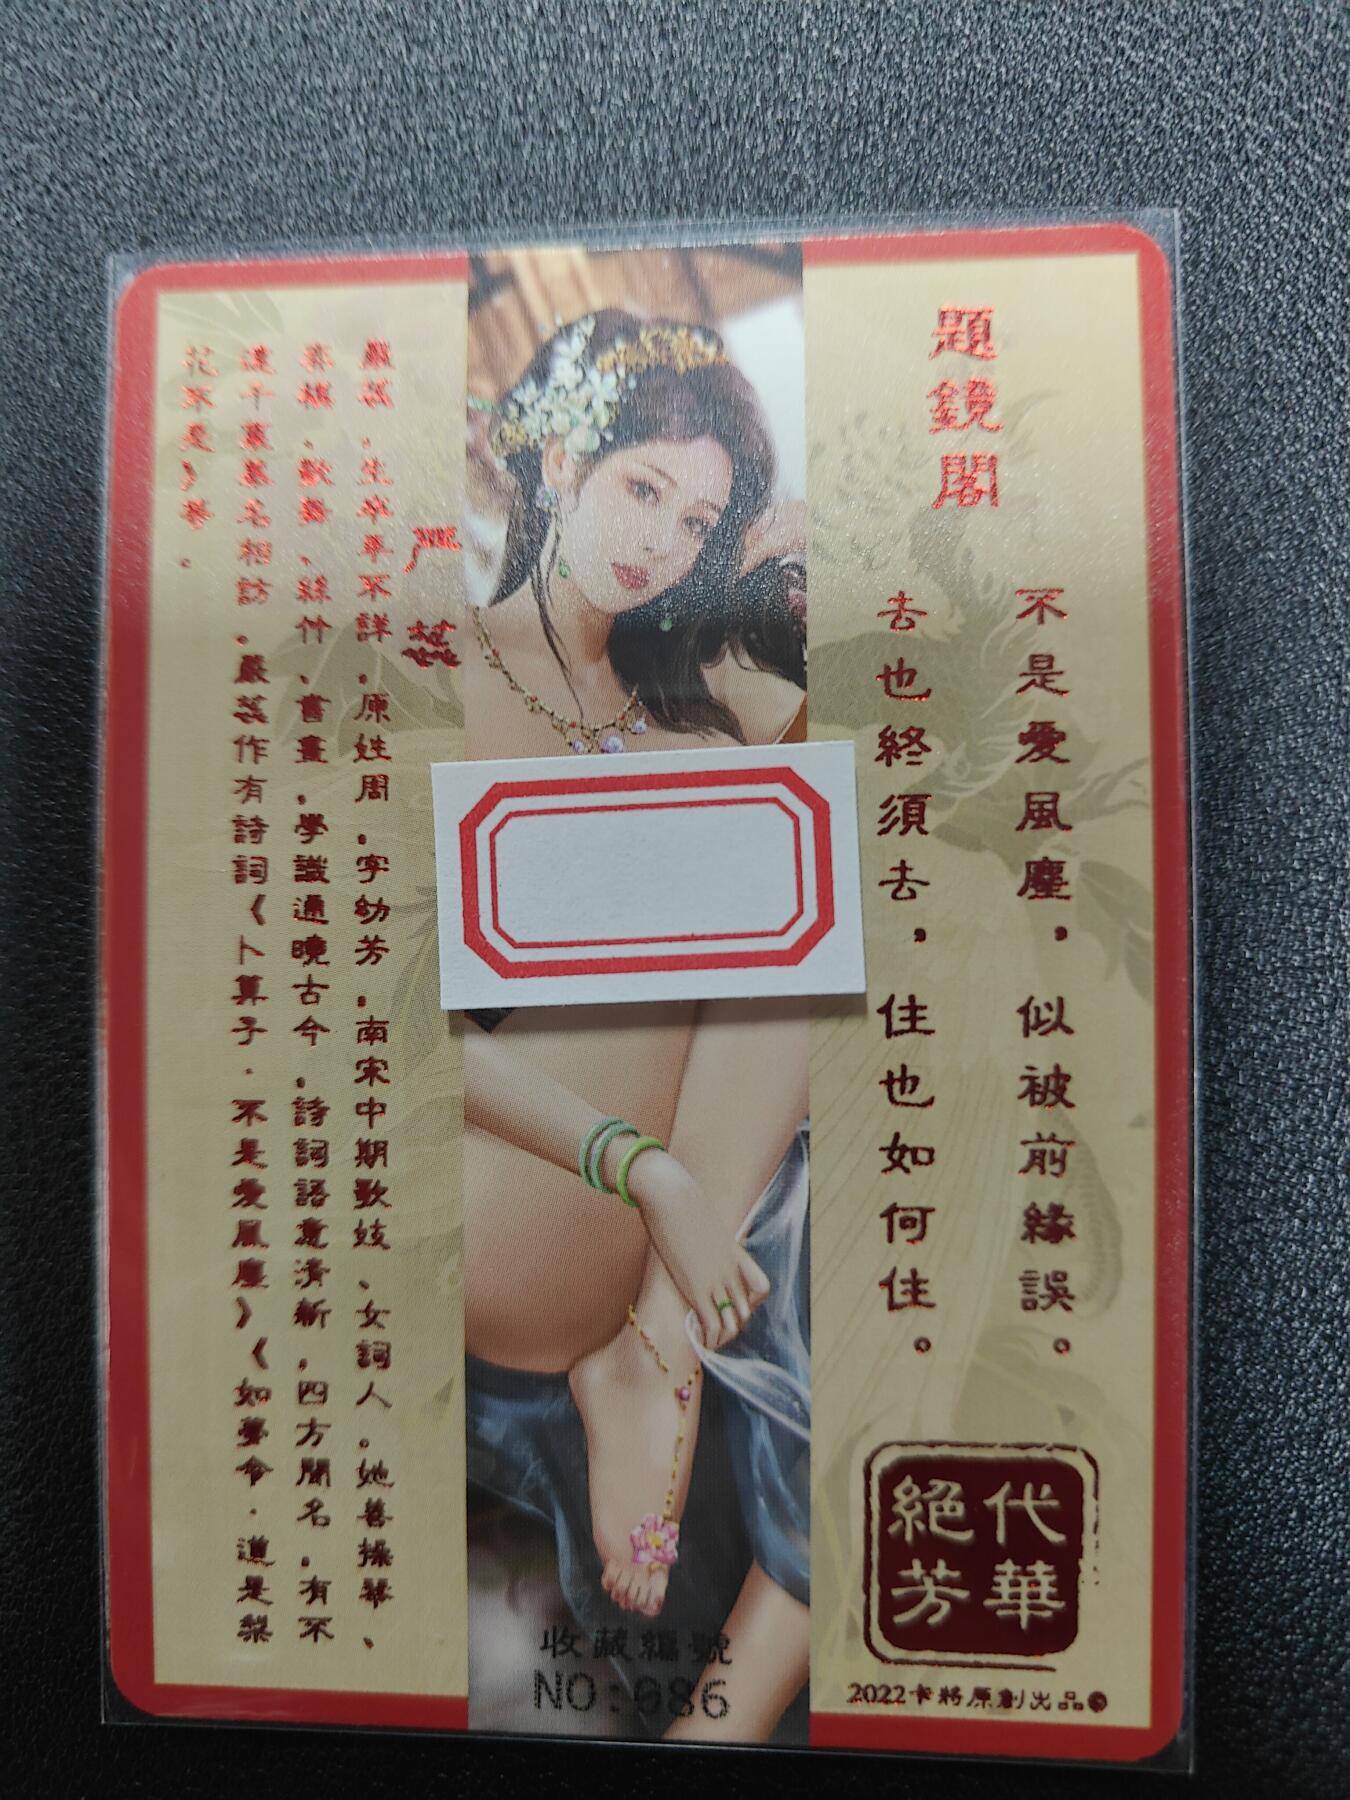 題鏡閣
不是愛風塵，似被前緣誤。
去也終須去，住也如何住。
代華
絕芳
2022卡將原創出品
严蕊
嚴蕊，生卒年不詳，原姓周，字幼芳，南宋中期歌妓、女詞人。她善操琴、
弈棋、歌舞、絲竹、書畫，學識通曉古今，詩詞語意清新，四方聞名，有不
遠千里慕名相訪。嚴蕊作有詩詞《卜算子·不是愛風塵》《如夢令·道是梨
花不是》等。
收藏編號
NO:086